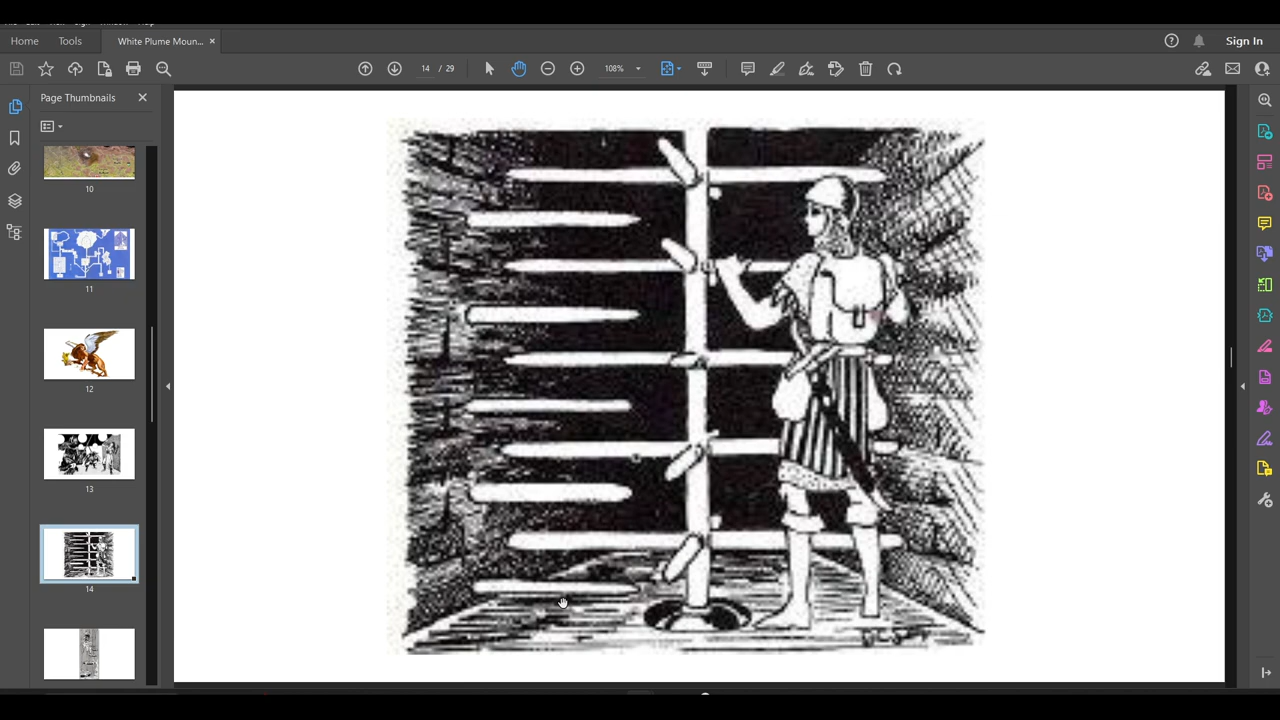 Home
Tools
White Plume Moun...
Sign In
14 / 29
108%
Page Thumbnails
10
11
12
13
14